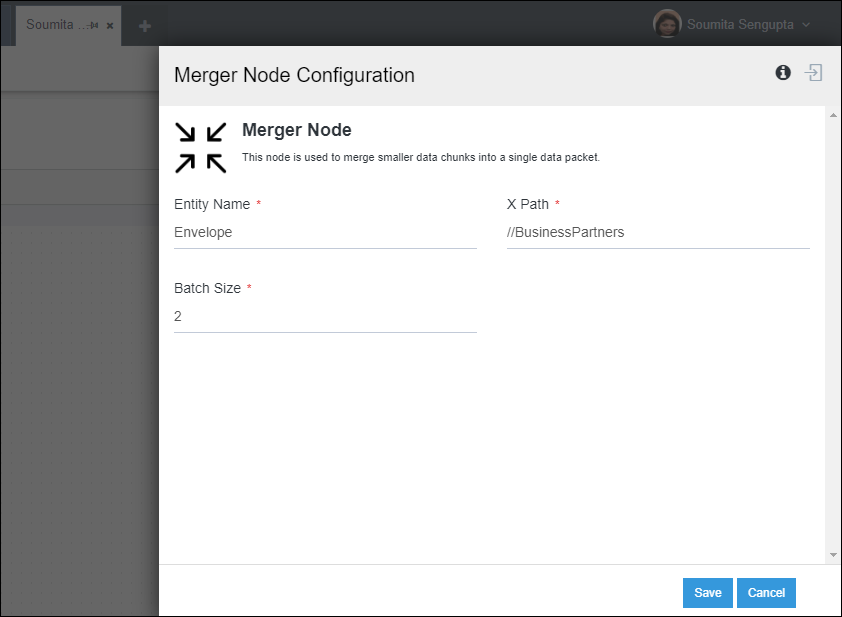 Soumita ...
Soumita Sengupta
Merger Node Configuration
Merger Node
This node is used to merge smaller data chunks into a single data packet.
Entity Name * X Path *
Envelope //BusinessPartners
Batch Size *
2
Save Cancel